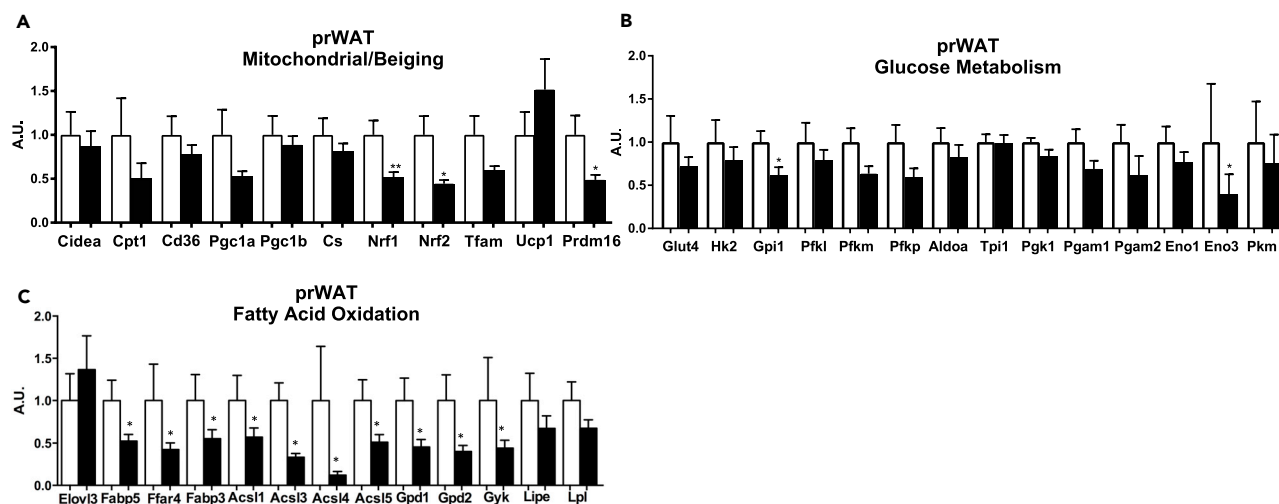 A
prWAT
Mitochondrial/Beiging
2.0
1.5
1.0
0.5
0.0
A.U.
** * *
Cidea Cpt1 Cd36 Pgc1a Pgc1b Cs Nrf1 Nrf2 Tfam Ucp1 Prdm16
B
prWAT
Glucose Metabolism
2.0
1.5
1.0
0.5
0.0
A.U.
* *
Glut4 Hk2 Gpi1 Pfkl Pfkm Pfkp Aldoa Tpi1 Pgk1 Pgam1 Pgam2 Eno1 Eno3 Pkm
C
prWAT
Fatty Acid Oxidation
2.0
1.5
1.0
0.5
0.0
A.U.
* * * * * * * * * *
Elovl3 Fabp5 Ffar4 Fabp3 Acsl1 Acsl3 Acsl4 Acsl5 Gpd1 Gpd2 Gyk Lipe Lpl